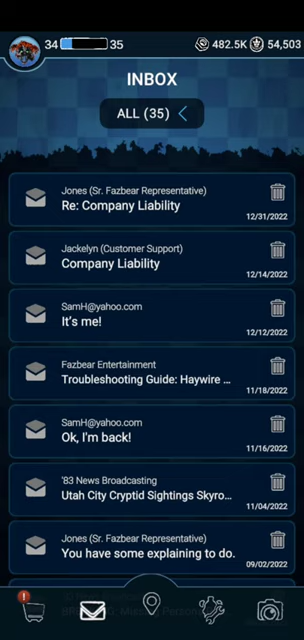 34 35 482.5K 54,503
INBOX
ALL (35)
Jones (Sr. Fazbear Representative)
Re: Company Liability
12/31/2022
Jackelyn (Customer Support)
Company Liability
12/14/2022
SamH@yahoo.com
It's me!
12/12/2022
Fazbear Entertainment
Troubleshooting Guide: Haywire ...
11/18/2022
SamH@yahoo.com
Ok, I'm back!
11/16/2022
'83 News Broadcasting
Utah City Cryptid Sightings Skyro...
11/04/2022
Jones (Sr. Fazbear Representative)
You have some explaining to do.
09/02/2022
Missing Person